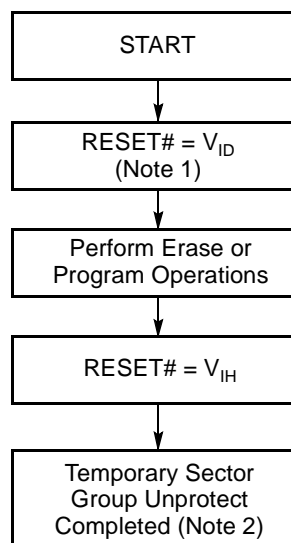 START
RESET# = VID
(Note 1)
Perform Erase or
Program Operations
RESET# = VIH
Temporary Sector
Group Unprotect
Completed (Note 2)